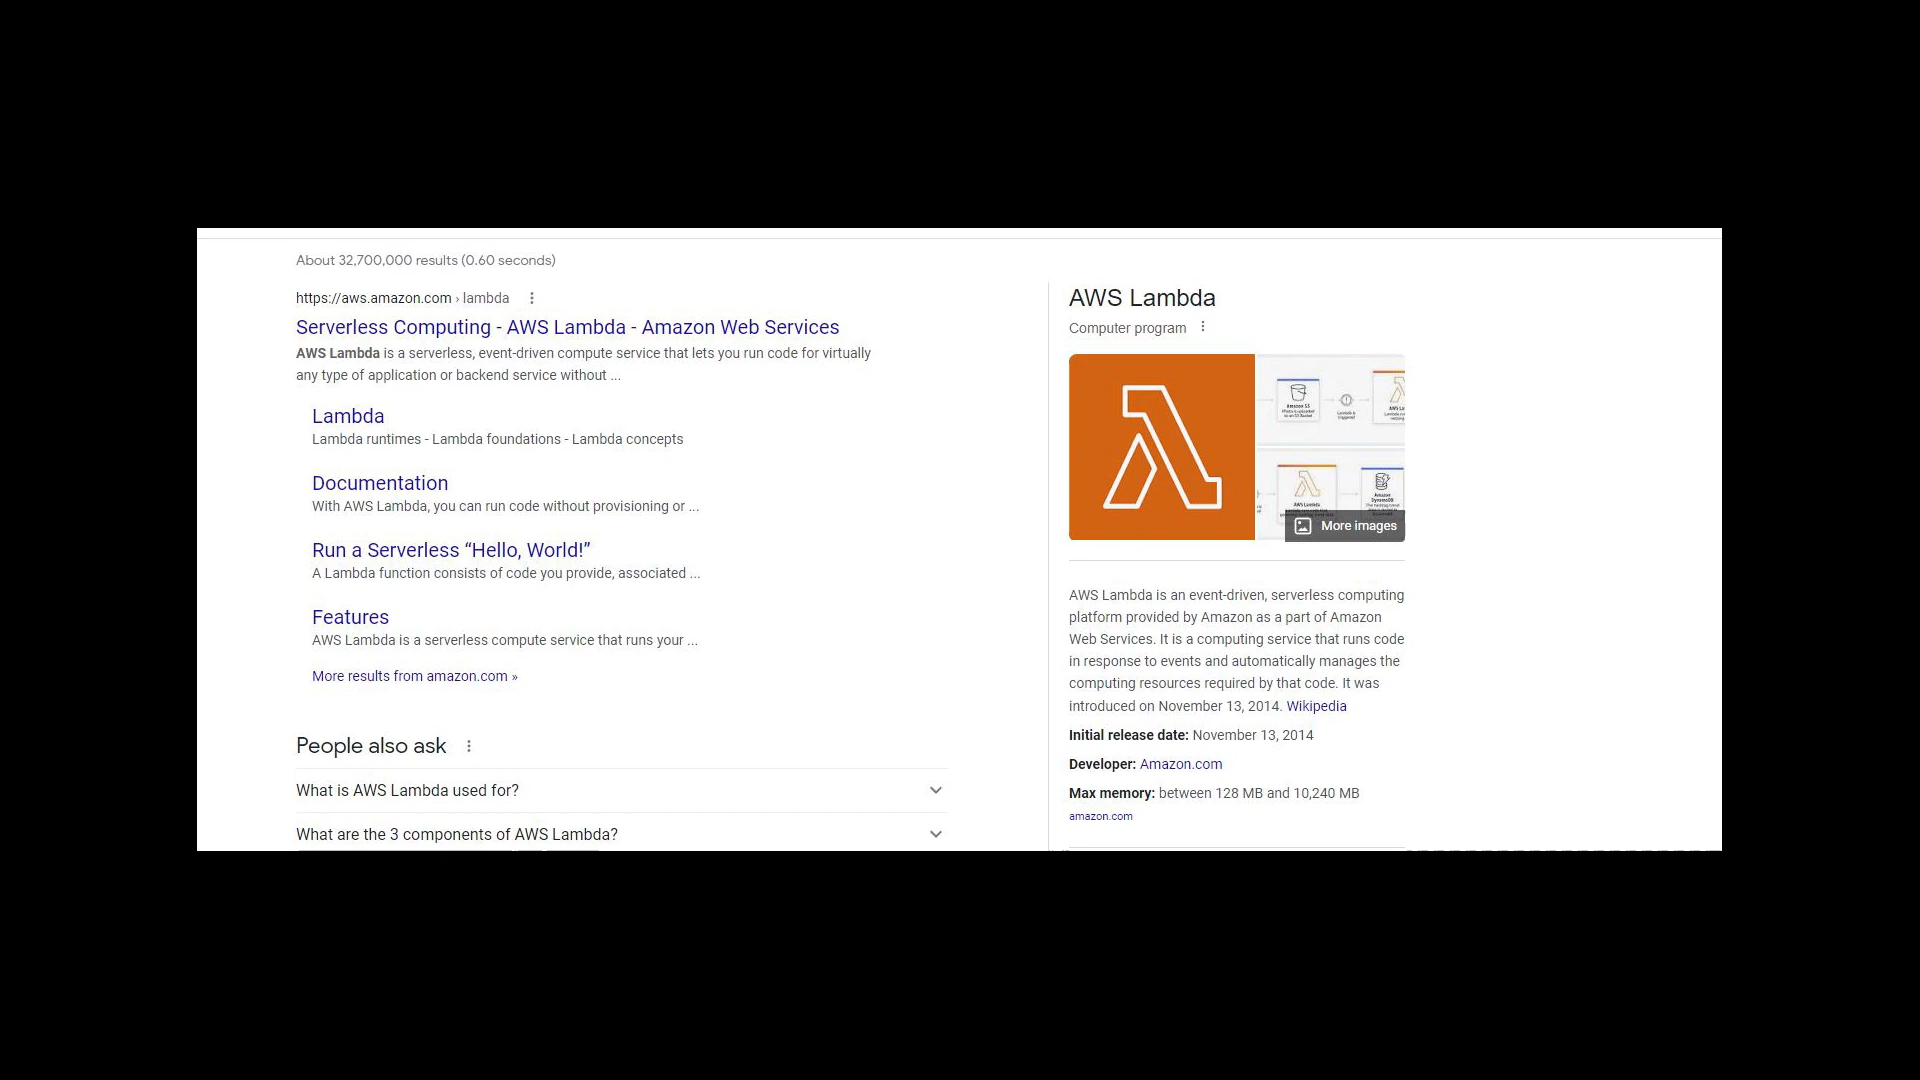 About 32,700,000 results (0.60 seconds)
https://aws.amazon.com › lambda
Serverless Computing - AWS Lambda - Amazon Web Services
AWS Lambda is a serverless, event-driven compute service that lets you run code for virtually
any type of application or backend service without ...
Lambda
Lambda runtimes - Lambda foundations - Lambda concepts
Documentation
With AWS Lambda, you can run code without provisioning or ...
Run a Serverless “Hello, World!”
A Lambda function consists of code you provide, associated ...
Features
AWS Lambda is a serverless compute service that runs your ...
More results from amazon.com »
People also ask
What is AWS Lambda used for?
What are the 3 components of AWS Lambda?
AWS Lambda
Computer program
Amazon S3
AWS Lambda
Amazon
DynamoDB
More images
AWS Lambda is an event-driven, serverless computing
platform provided by Amazon as a part of Amazon
Web Services. It is a computing service that runs code
in response to events and automatically manages the
computing resources required by that code. It was
introduced on November 13, 2014. Wikipedia
Initial release date: November 13, 2014
Developer: Amazon.com
Max memory: between 128 MB and 10,240 MB
amazon.com